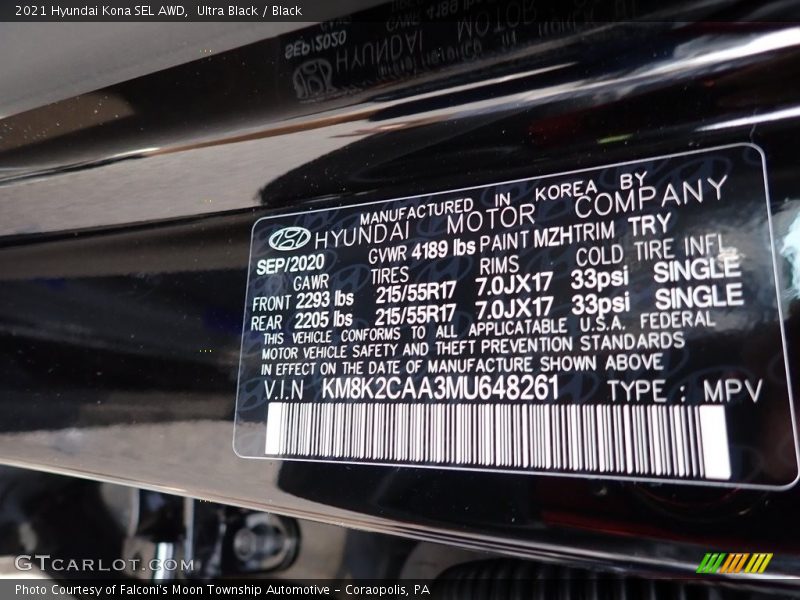 2021 Hyundai Kona SEL AWD, Ultra Black / Black
MANUFACTURED IN KOREA BY
HYUNDAI MOTOR COMPANY
SEP/2020 GVWR 4189 lbs PAINT MZH TRIM TRY
GAWR TIRES RIMS COLD TIRE INFL
FRONT 2293 lbs 215/55R17 7.0JX17 33psi SINGLE
REAR 2205 lbs 215/55R17 7.0JX17 33psi SINGLE
THIS VEHICLE CONFORMS TO ALL APPLICATABLE U.S.A. FEDERAL
MOTOR VEHICLE SAFETY AND THEFT PREVENTION STANDARDS
IN EFFECT ON THE DATE OF MANUFACTURE SHOWN ABOVE
V.I.N KM8K2CAA3MU648261 TYPE : MPV
GTCARLOT.COM
Photo Courtesy of Falconi's Moon Township Automotive - Coraopolis, PA